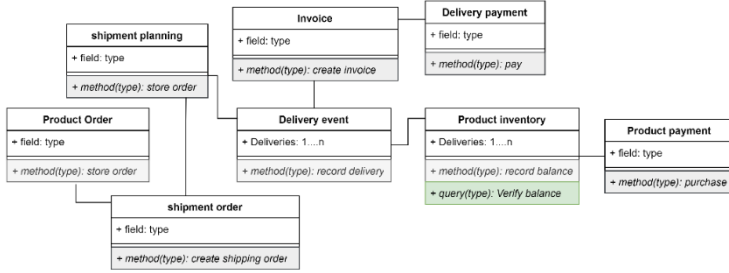 Invoice
+ field: type
+ method(type): create invoice
Delivery payment
+ field: type
+ method(type): pay
shipment planning
+ field: type
+ method(type): store order
Product Order
+ field: type
+ method(type): store order
Delivery event
+ Deliveries: 1....n
+ method(type): record delivery
Product inventory
+ Deliveries: 1....n
+ method(type): record balance
+ query(type): Verify balance
Product payment
+ field: type
+ method(type): purchase
shipment order
+ field: type
+ method(type): create shipping order